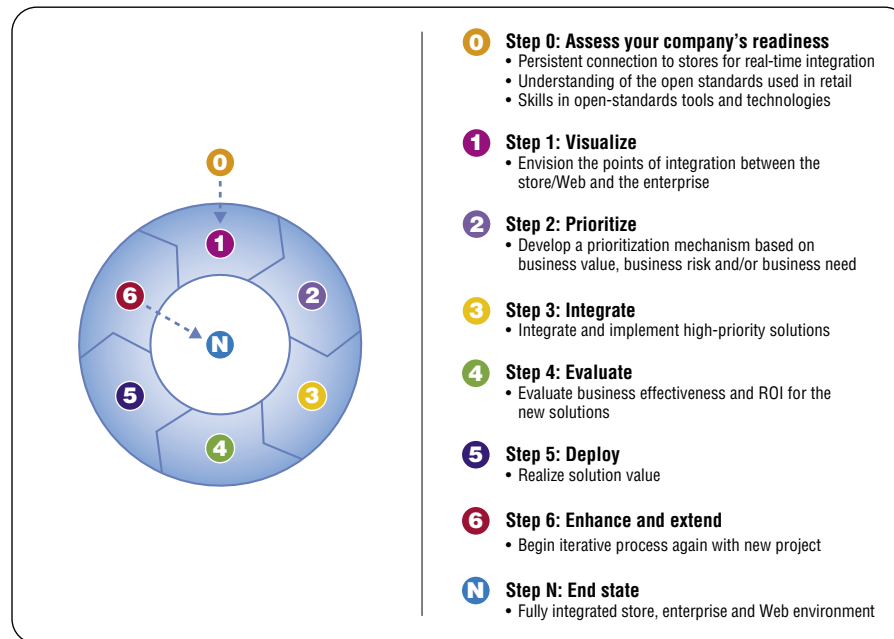 0
1
2
3
4
5
6
N
0 Step 0: Assess your company’s readiness
• Persistent connection to stores for real-time integration
• Understanding of the open standards used in retail
• Skills in open-standards tools and technologies
1 Step 1: Visualize
• Envision the points of integration between the
store/Web and the enterprise
2 Step 2: Prioritize
• Develop a prioritization mechanism based on
business value, business risk and/or business need
3 Step 3: Integrate
• Integrate and implement high-priority solutions
4 Step 4: Evaluate
• Evaluate business effectiveness and ROI for the
new solutions
5 Step 5: Deploy
• Realize solution value
6 Step 6: Enhance and extend
• Begin iterative process again with new project
N Step N: End state
• Fully integrated store, enterprise and Web environment